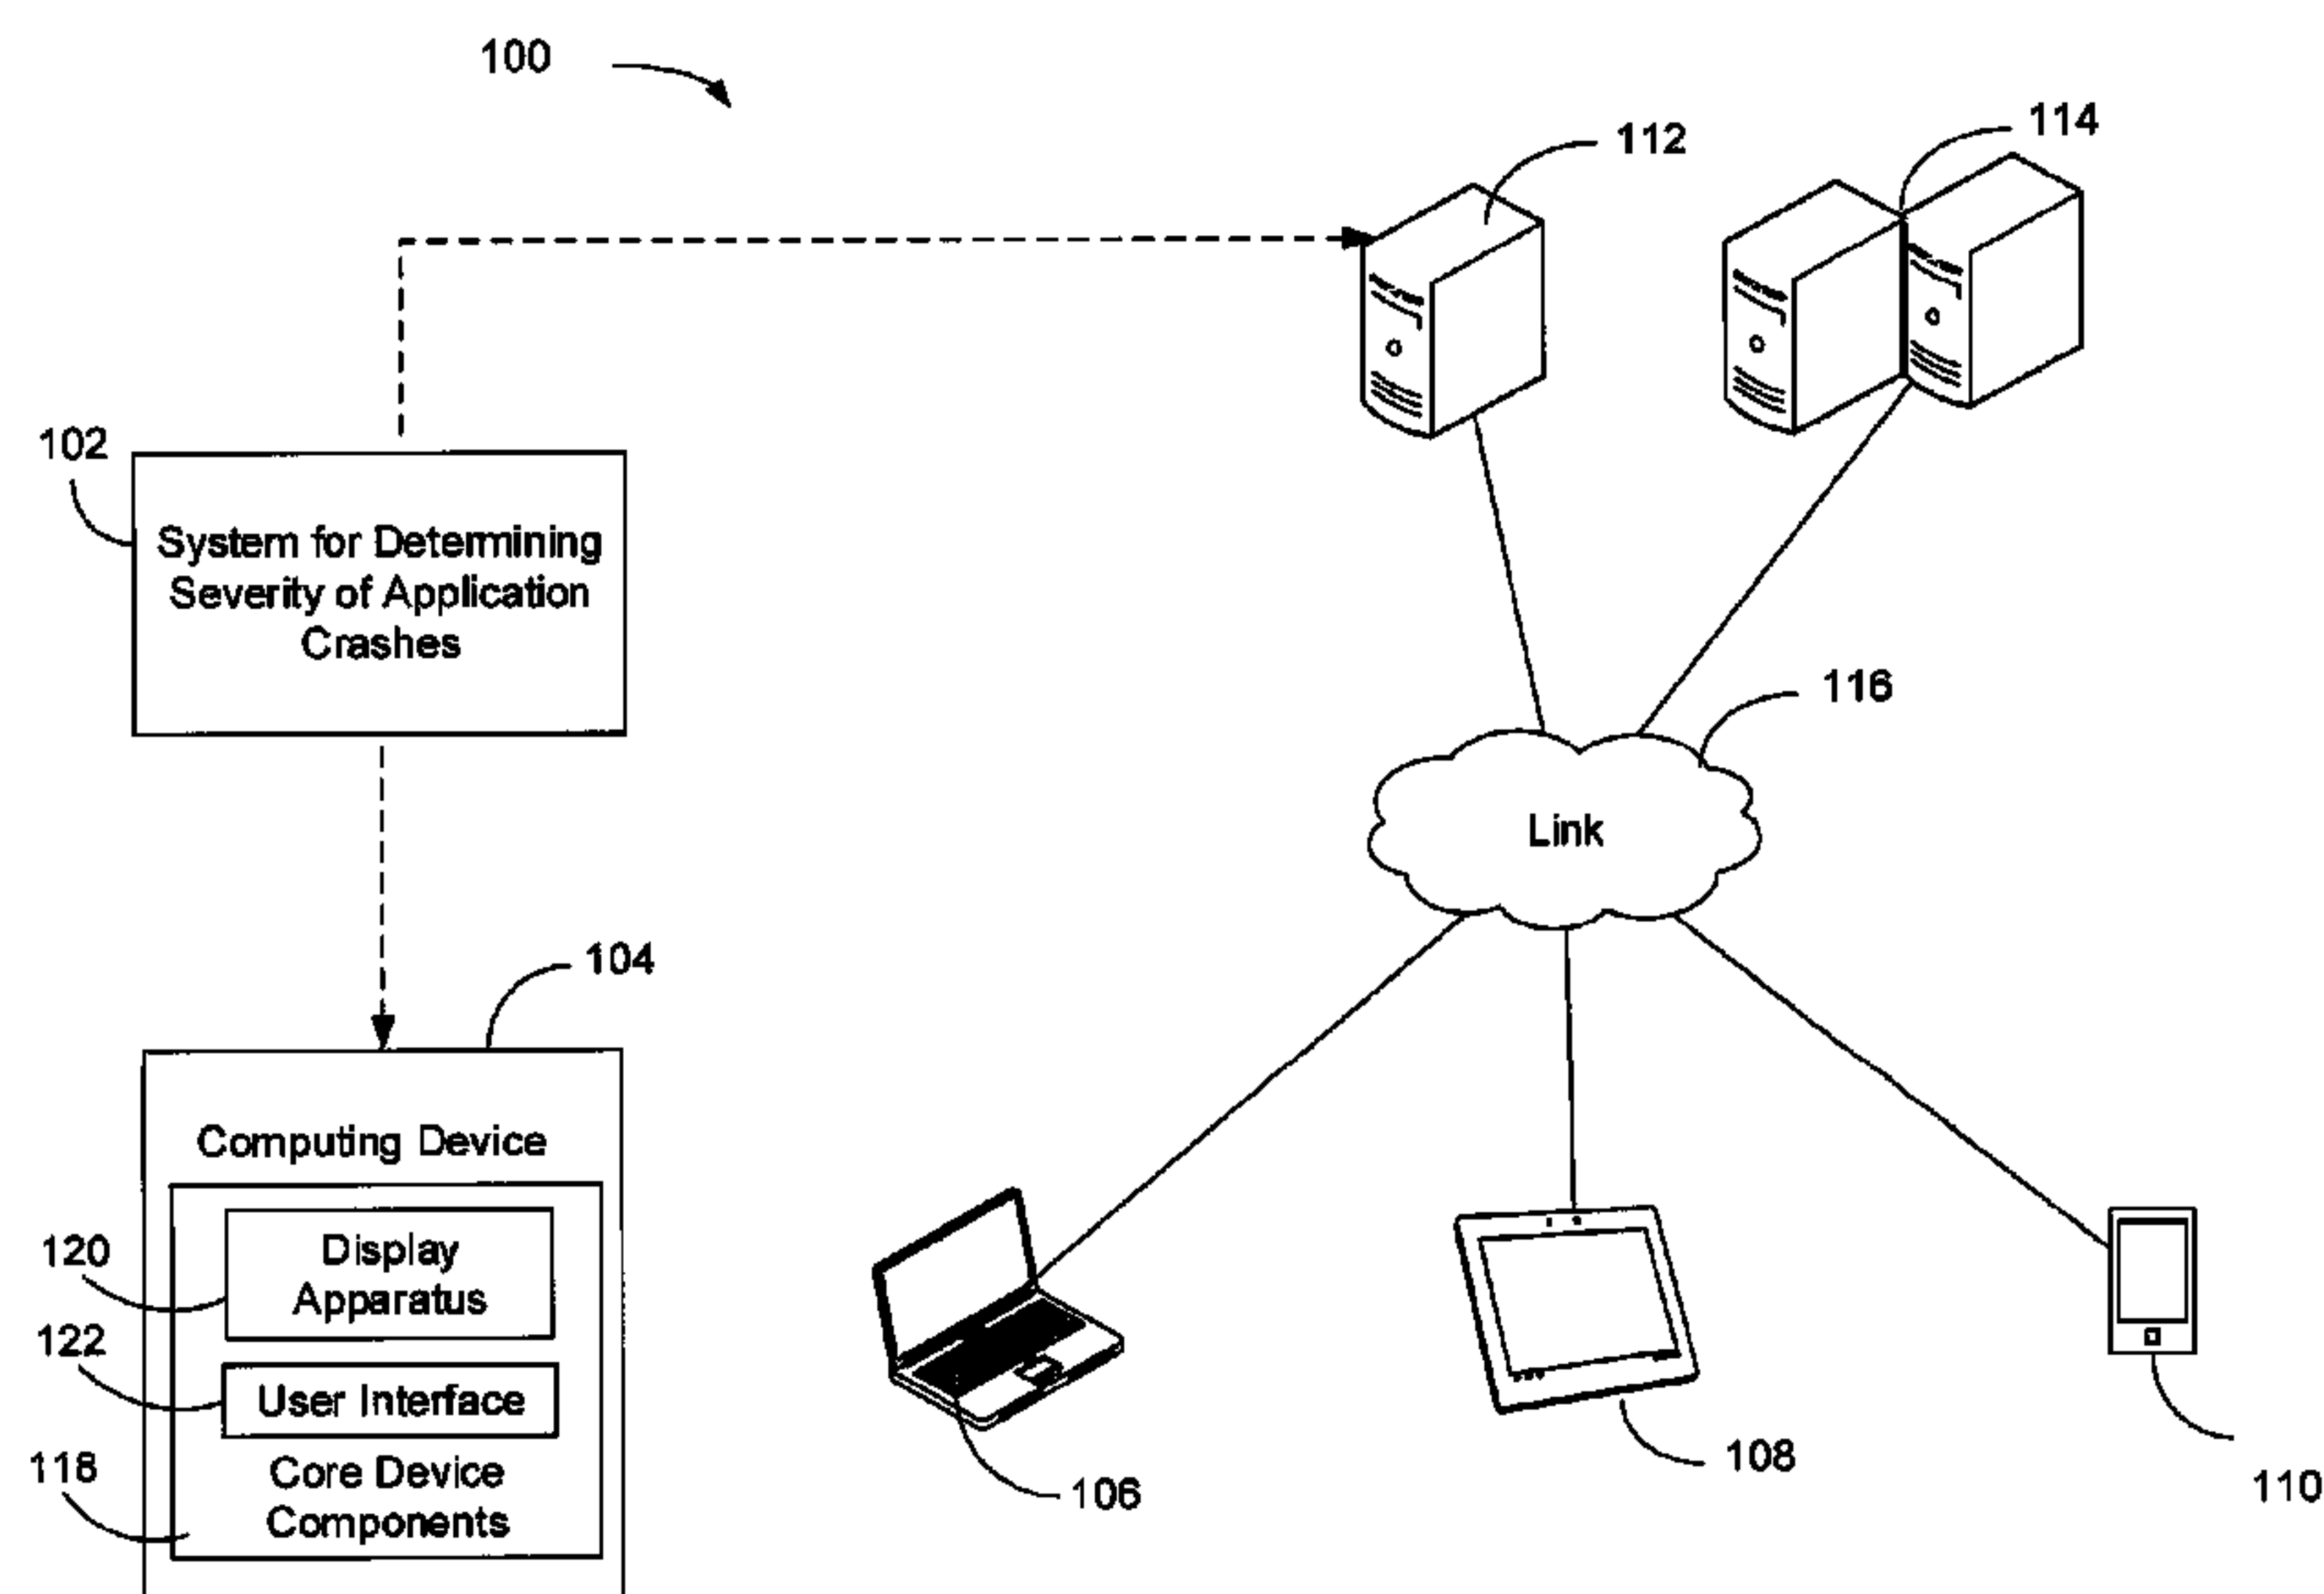 100
112
114
102
System for Determining
Severity of Application
Crashes
116
Link
104
Computing Device
120
Display
Apparatus
122
User Interface
118
Core Device
Components
106
108
110